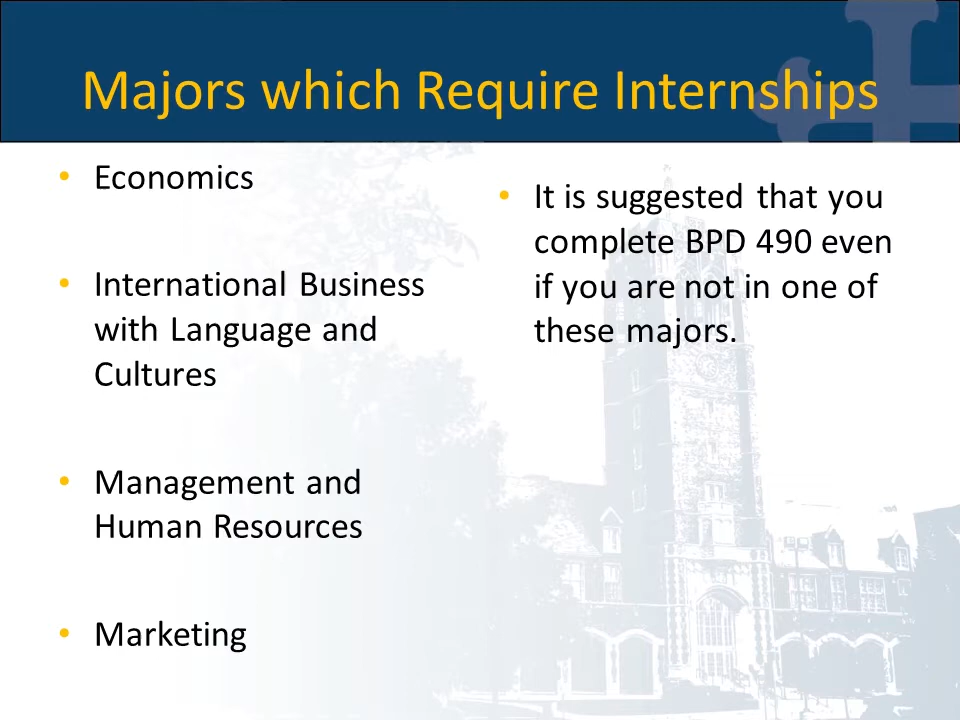 Majors which Require Internships
• Economics
• International Business
with Language and
Cultures
• Management and
Human Resources
• Marketing
• It is suggested that you
complete BPD 490 even
if you are not in one of
these majors.